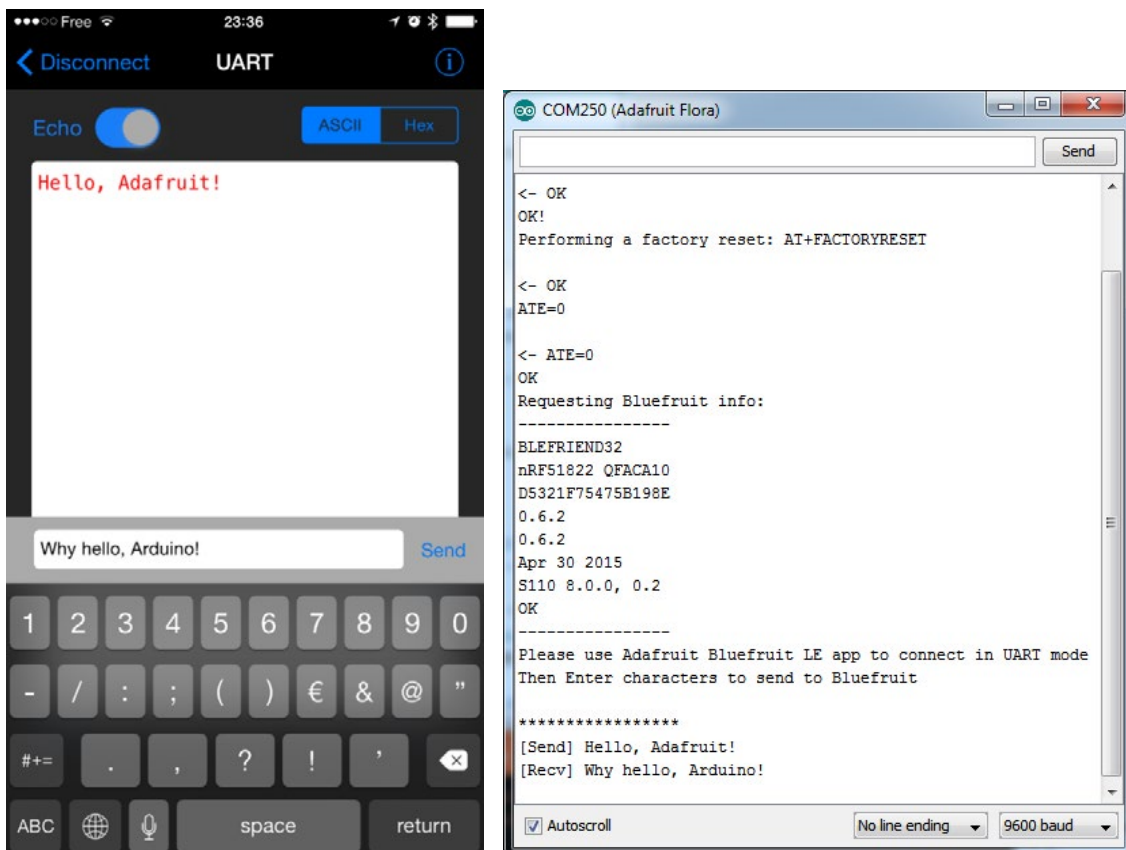 Free 23:36
Disconnect UART i
Echo ASCII Hex
Hello, Adafruit!
Why hello, Arduino! Send
1 2 3 4 5 6 7 8 9 0
- / : ; ( ) € & @ "
#+= . , ? ! '
ABC space return
COM250 (Adafruit Flora)
Send
<- OK
OK!
Performing a factory reset: AT+FACTORYRESET
<- OK
ATE=0
<- ATE=0
OK
Requesting Bluefruit info:
----------------
BLEFRIEND32
nRF51822 QFACA10
D5321F75475B198E
0.6.2
0.6.2
Apr 30 2015
S110 8.0.0, 0.2
OK
----------------
Please use Adafruit Bluefruit LE app to connect in UART mode
Then Enter characters to send to Bluefruit
*****************
[Send] Hello, Adafruit!
[Recv] Why hello, Arduino!
Autoscroll No line ending 9600 baud